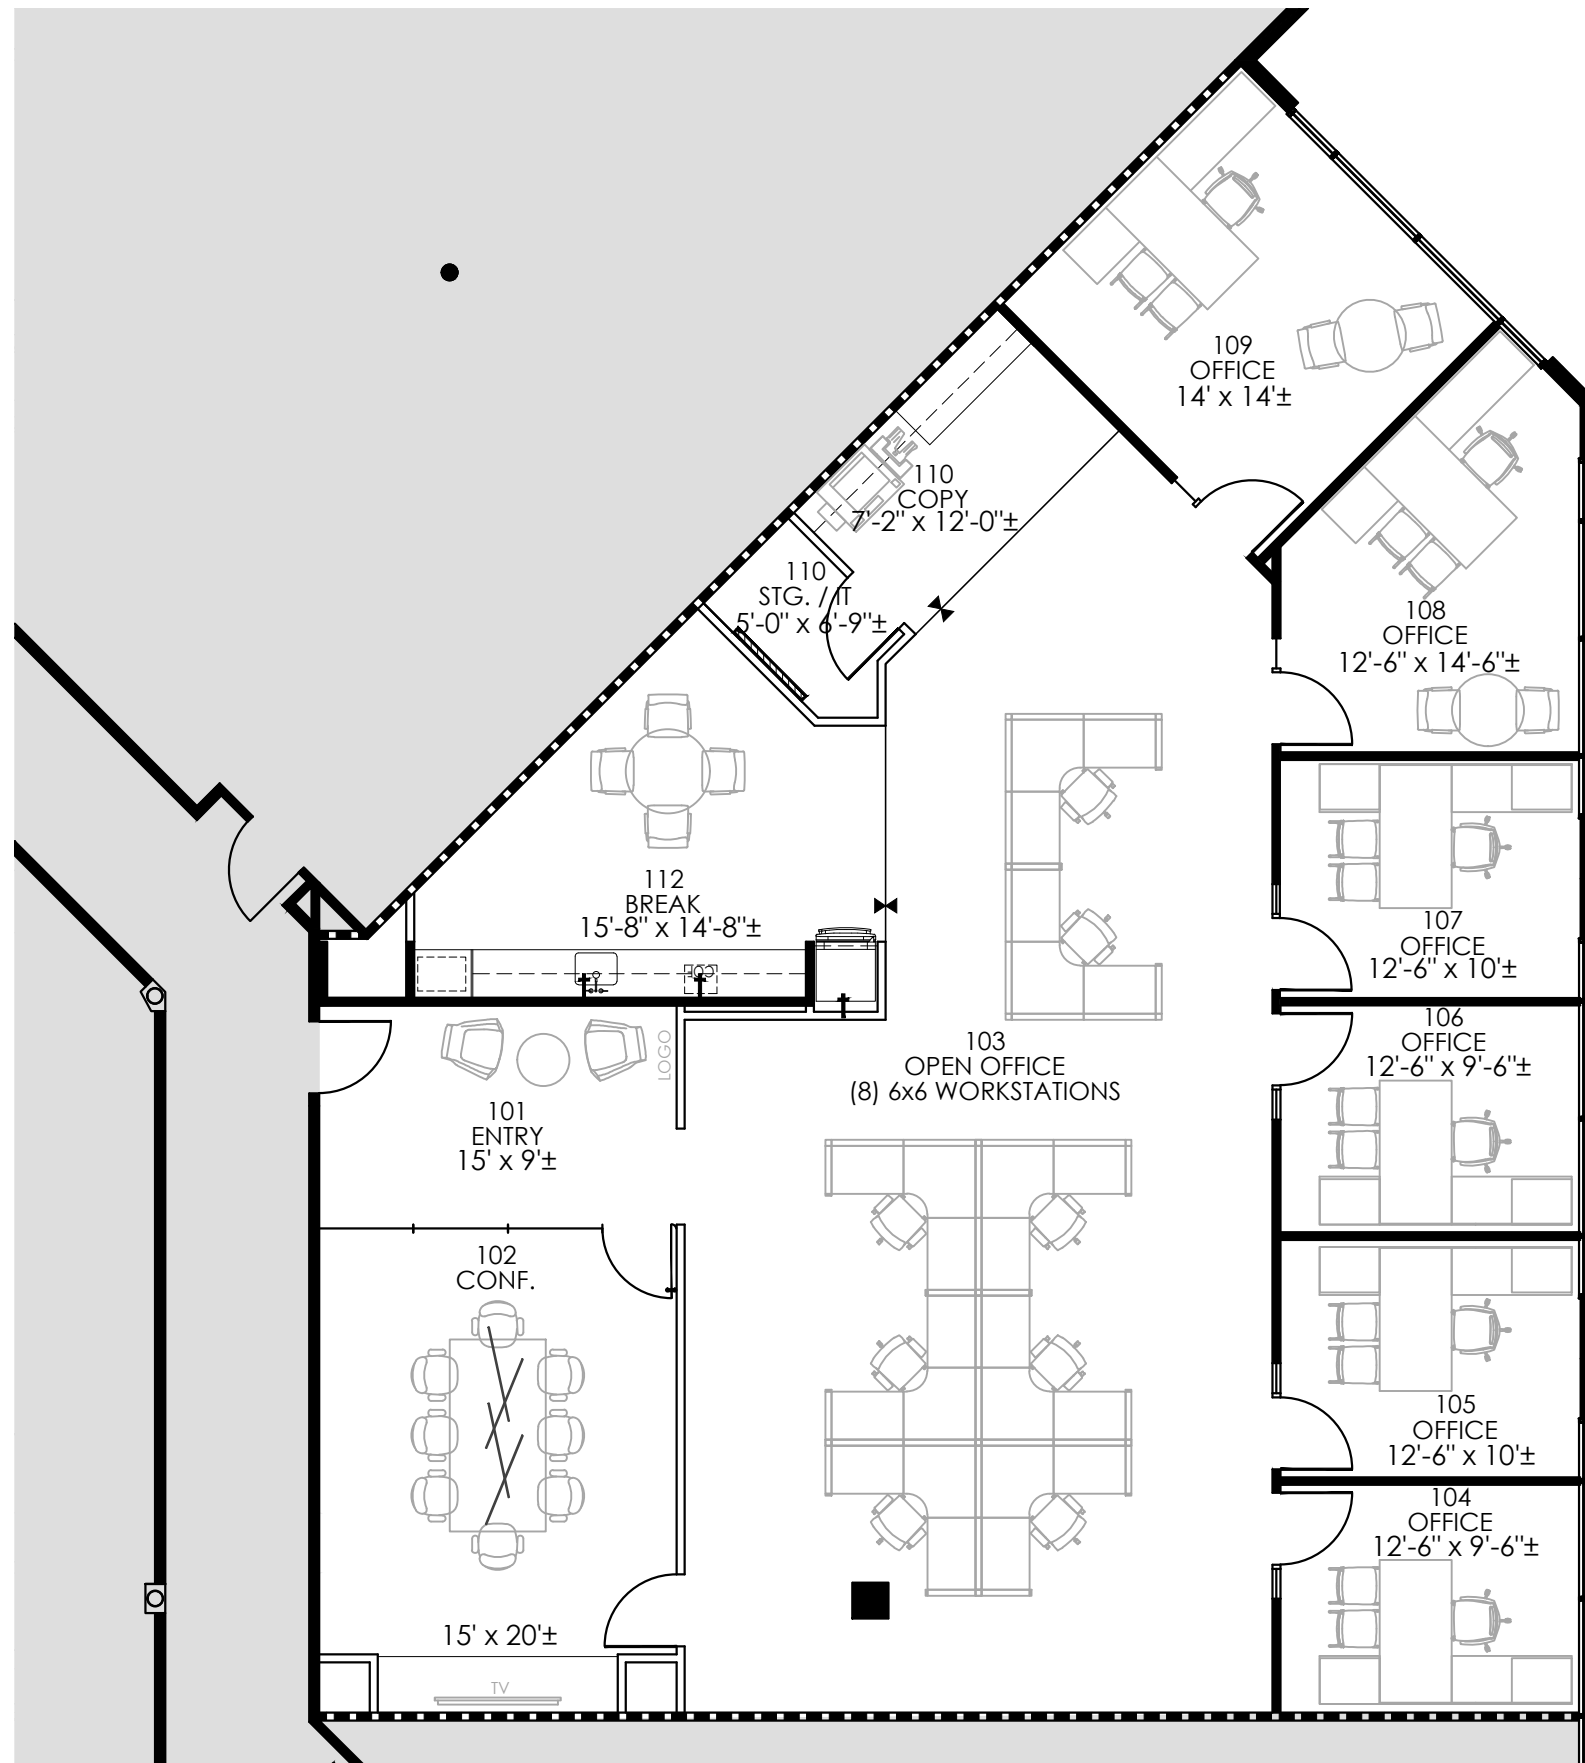 109
OFFICE
14' x 14'±
110
COPY
7'-2" x 12'-0"±
110
STG. / IT
5'-0" x 6'-9"±
108
OFFICE
12'-6" x 14'-6"±
112
BREAK
15'-8" x 14'-8"±
107
OFFICE
12'-6" x 10'±
106
OFFICE
12'-6" x 9'-6"±
103
OPEN OFFICE
(8) 6x6 WORKSTATIONS
LOGO
101
ENTRY
15' x 9'±
102
CONF.
105
OFFICE
12'-6" x 10'±
104
OFFICE
12'-6" x 9'-6"±
15' x 20'±
TV